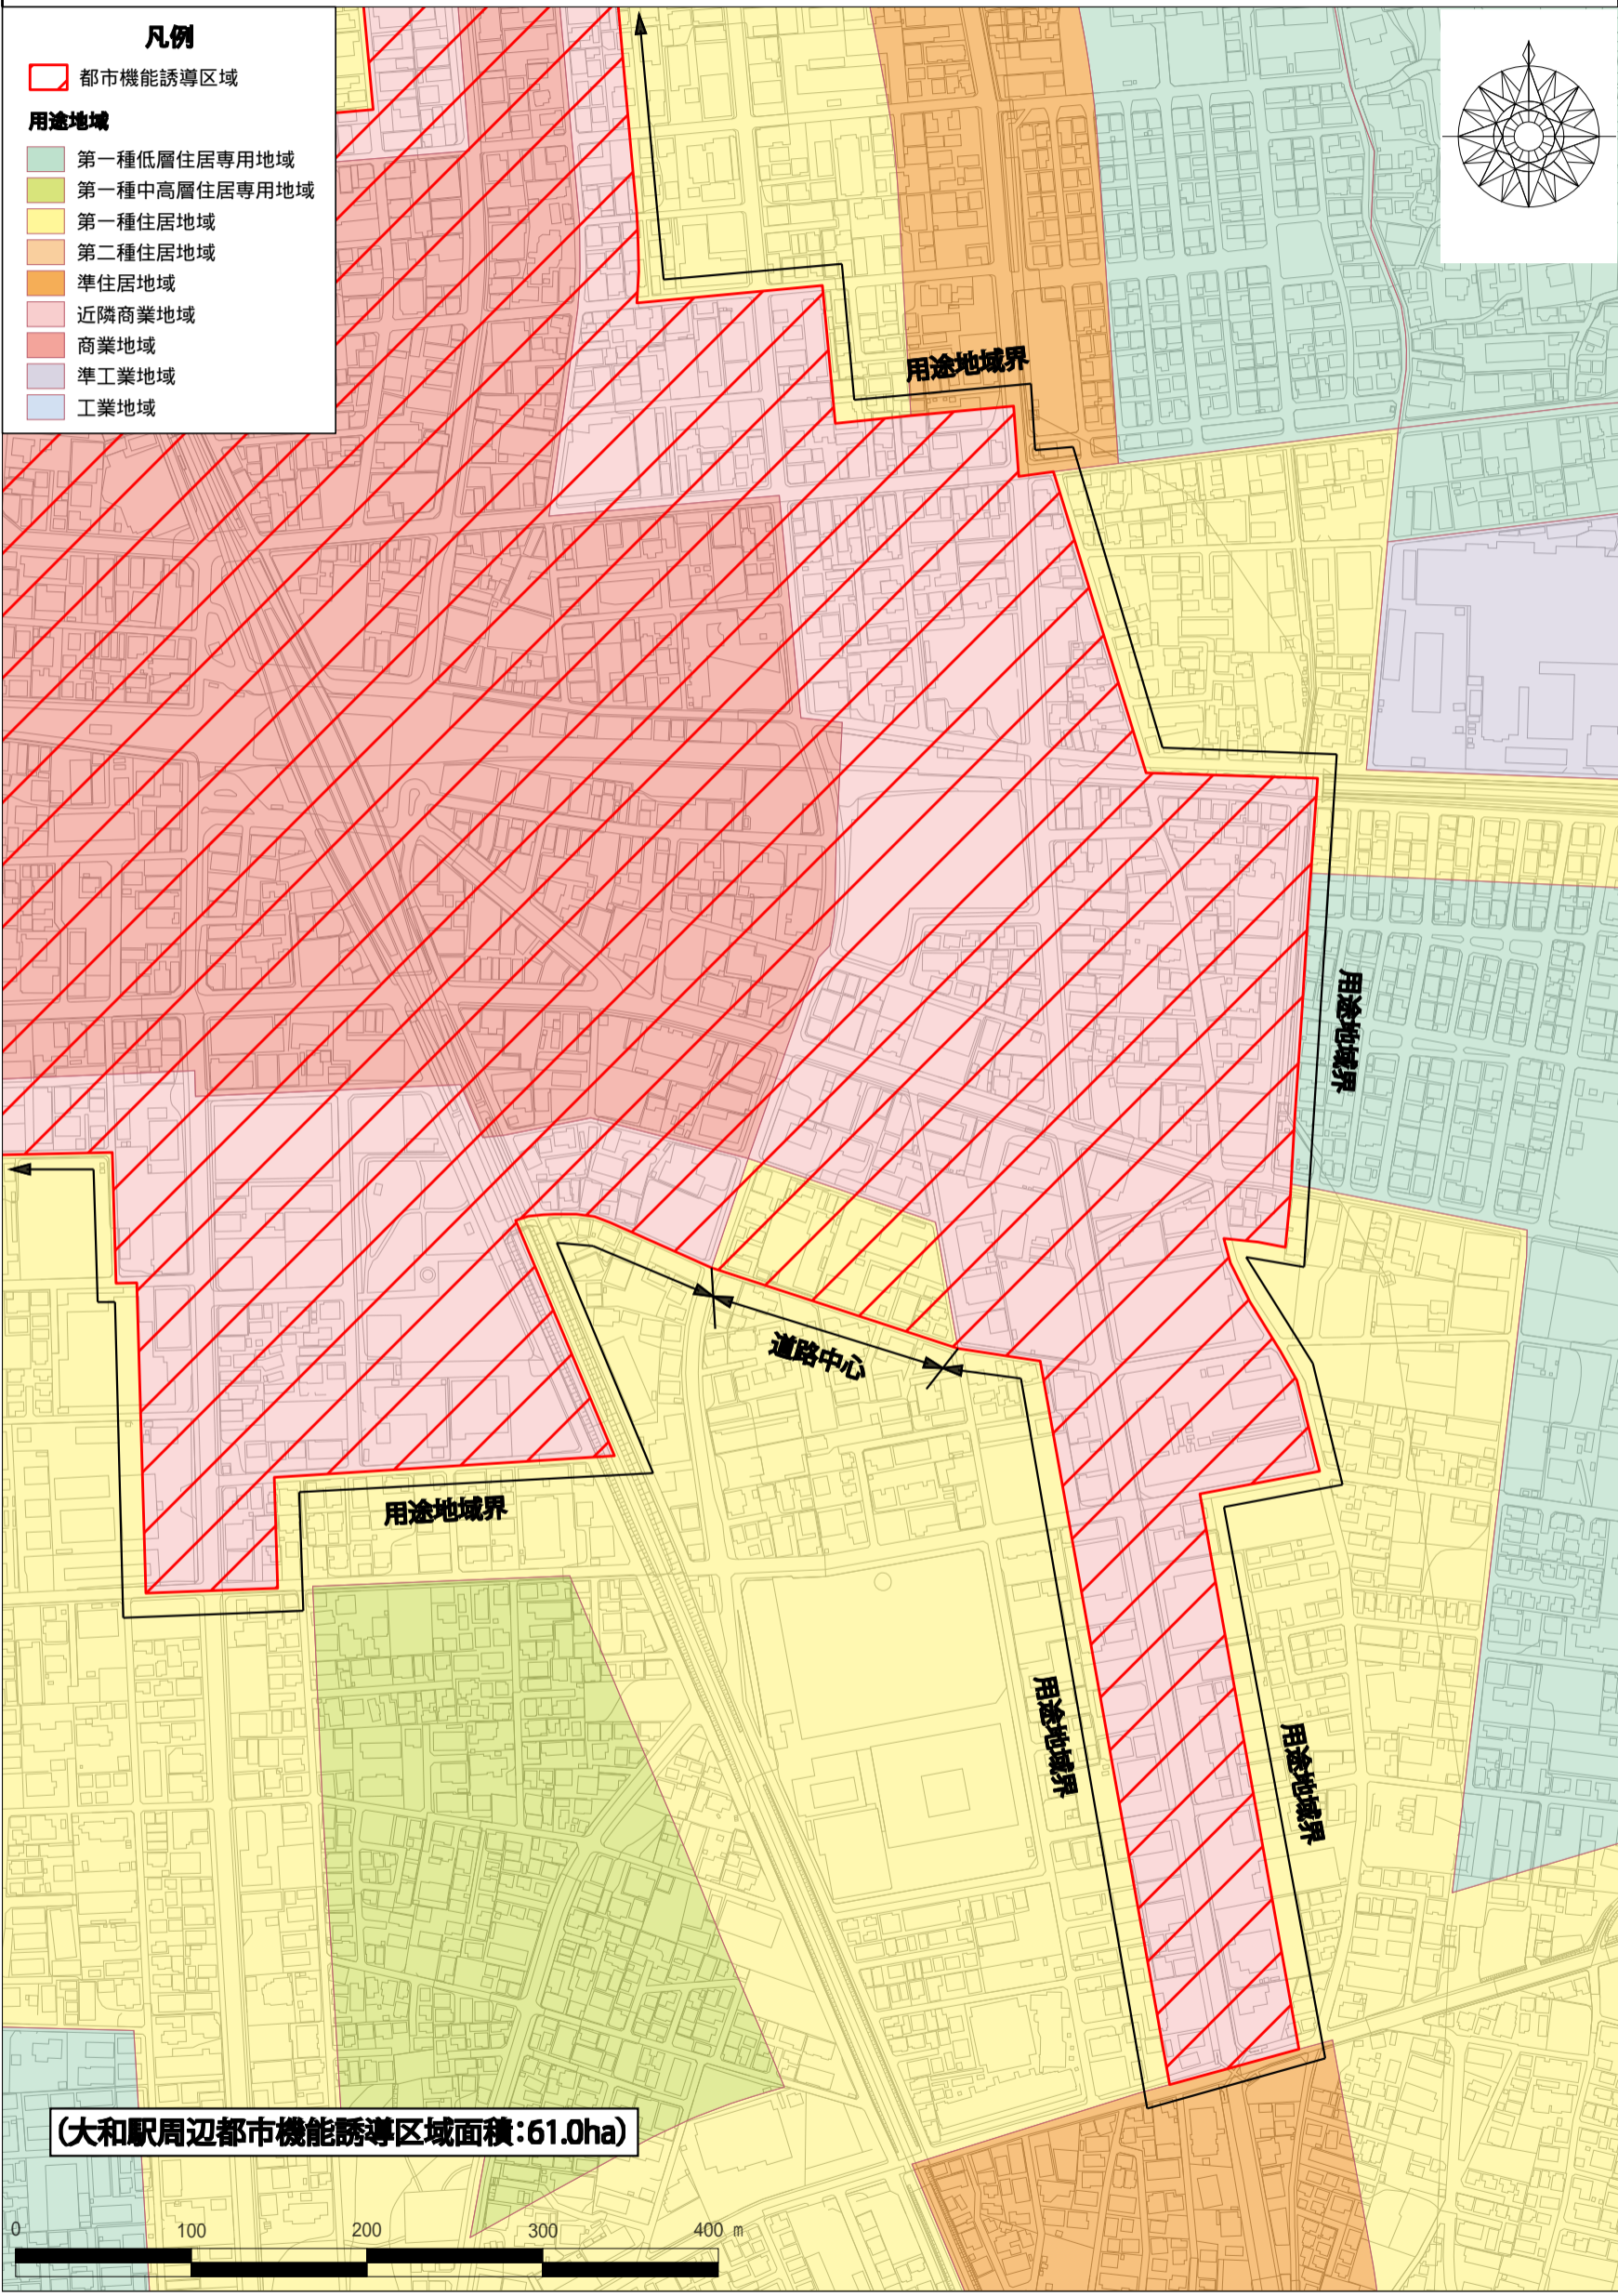 凡例
都市機能誘導区域
用途地域
第一種低層住居専用地域
第一種中高層住居専用地域
第一種住居地域
第二種住居地域
準住居地域
近隣商業地域
商業地域
準工業地域
工業地域
用途地域界
用途地域界
道路中心
用途地域界
用途地域界
用途地域界
(大和駅周辺都市機能誘導区域面積:61.0ha)
0 100 200 300 400 m